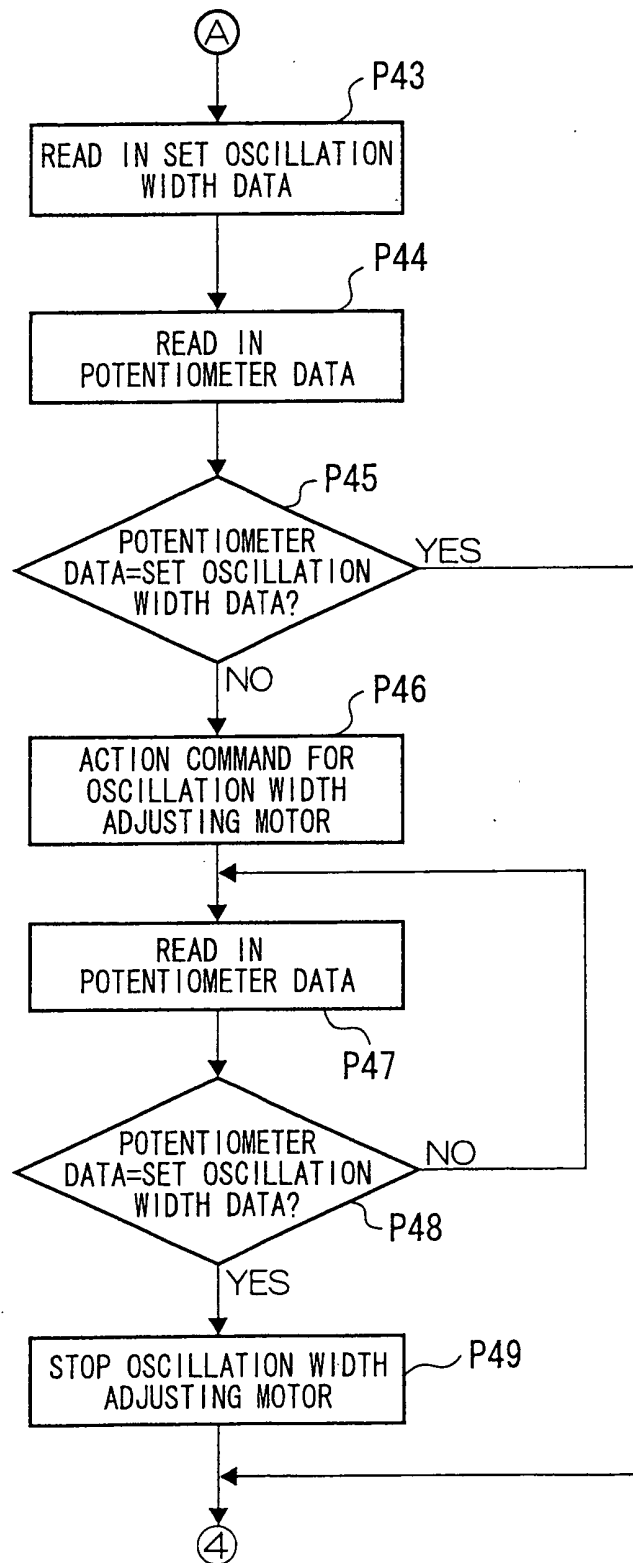 A
P43
READ IN SET OSCILLATION
WIDTH DATA
P44
READ IN
POTENTIOMETER DATA
P45
POTENTIOMETER
DATA=SET OSCILLATION
WIDTH DATA?
YES
NO
P46
ACTION COMMAND FOR
OSCILLATION WIDTH
ADJUSTING MOTOR
READ IN
POTENTIOMETER DATA
P47
POTENTIOMETER
DATA=SET OSCILLATION
WIDTH DATA?
NO
P48
YES
STOP OSCILLATION WIDTH
ADJUSTING MOTOR
P49
4